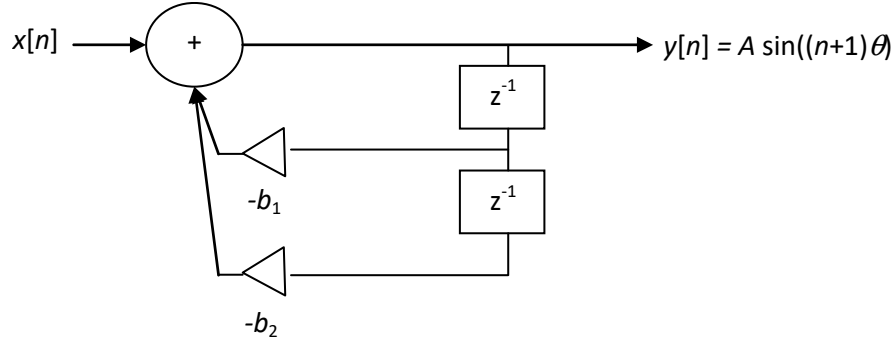 x[n]
+
y[n] = A sin((n+1)θ)
z⁻¹
-b₁
z⁻¹
-b₂